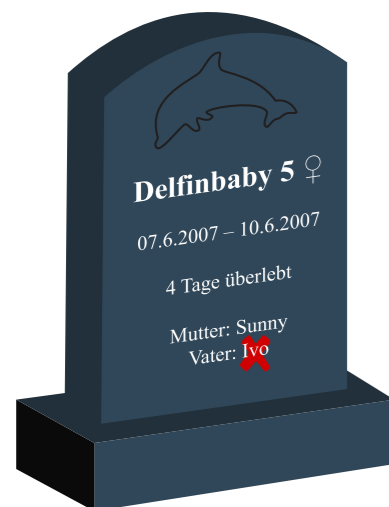 Delfinbaby 5 ♀
07.6.2007 – 10.6.2007
4 Tage überlebt
Mutter: Sunny
Vater: Ivo